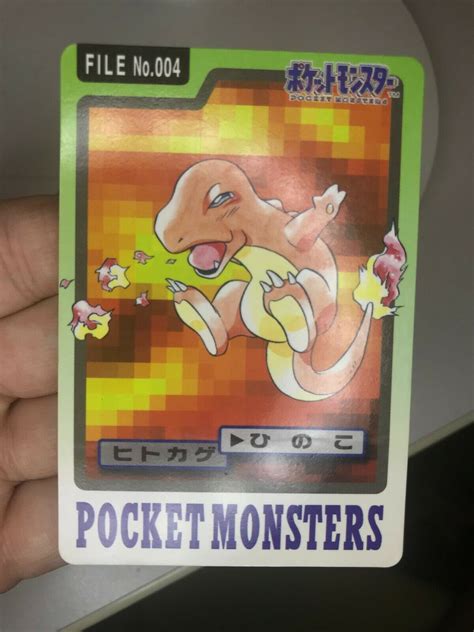 FILE No.004
ポケットモンスター
POCKET MONSTERS
TM
ヒトカゲ
▶ひのこ
POCKET MONSTERS